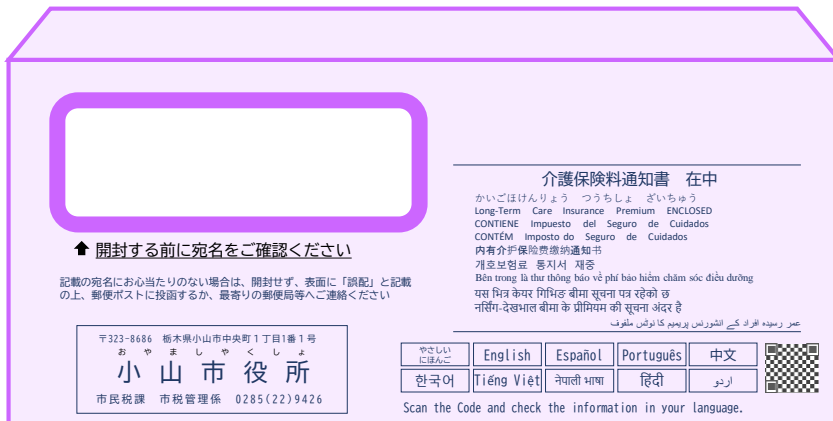 介護保険料通知書　在中
かいごほけんりょう　つうちしょ　ざいちゅう
Long-Term Care Insurance Premium ENCLOSED
CONTIENE Impuesto del Seguro de Cuidados
CONTÉM Imposto do Seguro de Cuidados
内有介护保险费缴纳通知书
개호보험료 통지서 재중
Bên trong là thư thông báo về phí bảo hiểm chăm sóc điều dưỡng
यस भित्र केयर गिभिङ बीमा सूचना पत्र रहेको छ
नर्सिंग-देखभाल बीमा के प्रीमियम की सूचना अंदर है
عمر رسیدہ افراد کے انشورنس پریمیم کا نوٹس ملفوف
⬆ 開封する前に宛名をご確認ください
記載の宛名にお心当たりのない場合は、開封せず、表面に「誤配」と記載
の上、郵便ポストに投函するか、最寄りの郵便局等へご連絡ください
〒323-8686　栃木県小山市中央町１丁目1番１号
おやましやくしょ
小山市役所
市民税課　市税管理係　0285(22)9426
やさしい
にほんご
English
Español
Português
中文
한국어
Tiếng Việt
नेपाली भाषा
हिंदी
اردو
Scan the Code and check the information in your language.